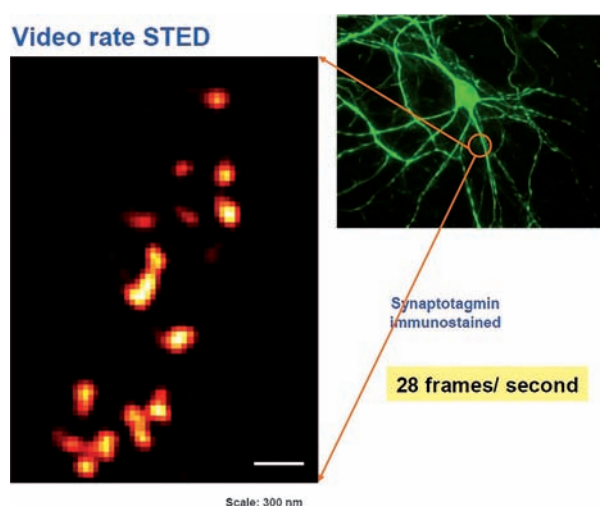 Video rate STED
Synaptotagmin
immunostained
28 frames/ second
Scale: 300 nm